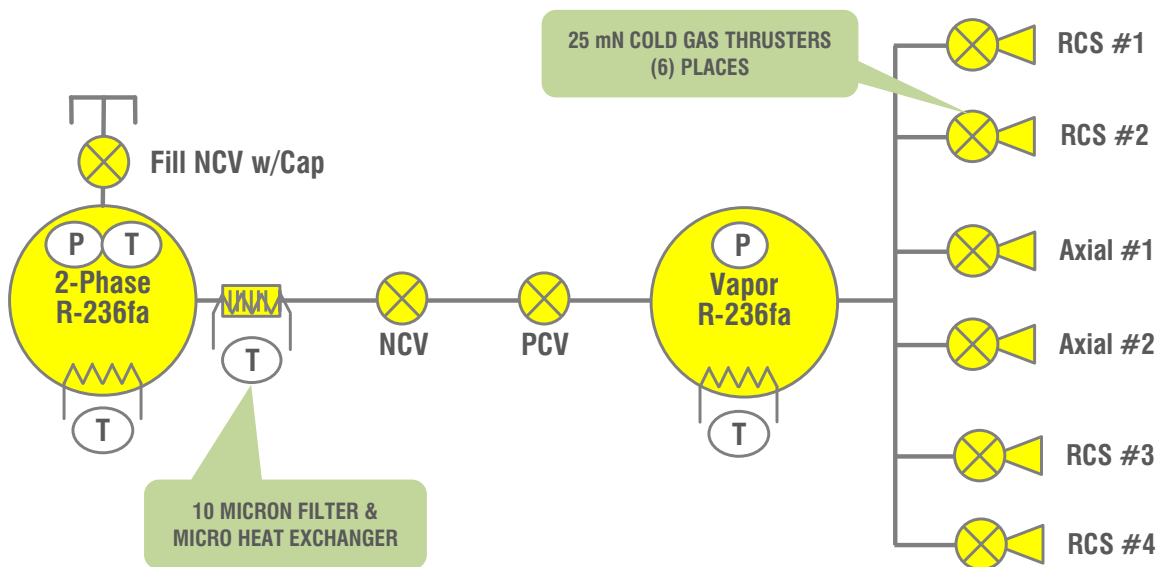 25 mN COLD GAS THRUSTERS
(6) PLACES
RCS #1
RCS #2
Fill NCV w/Cap
P
T
2-Phase
R-236fa
T
T
10 MICRON FILTER &
MICRO HEAT EXCHANGER
NCV
PCV
P
Vapor
R-236fa
T
Axial #1
Axial #2
RCS #3
RCS #4